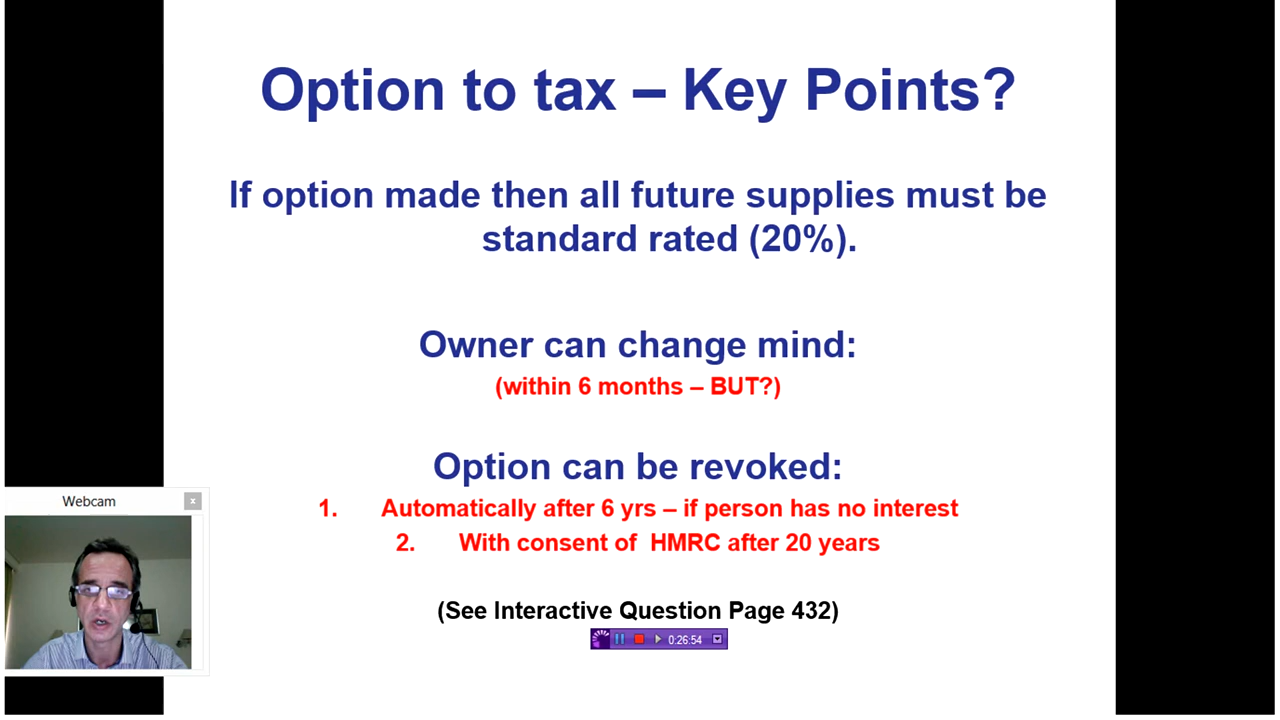 Option to tax – Key Points?
If option made then all future supplies must be
standard rated (20%).
Owner can change mind:
(within 6 months – BUT?)
Option can be revoked:
1. Automatically after 6 yrs – if person has no interest
2. With consent of HMRC after 20 years
(See Interactive Question Page 432)
0:26:54
Webcam
x